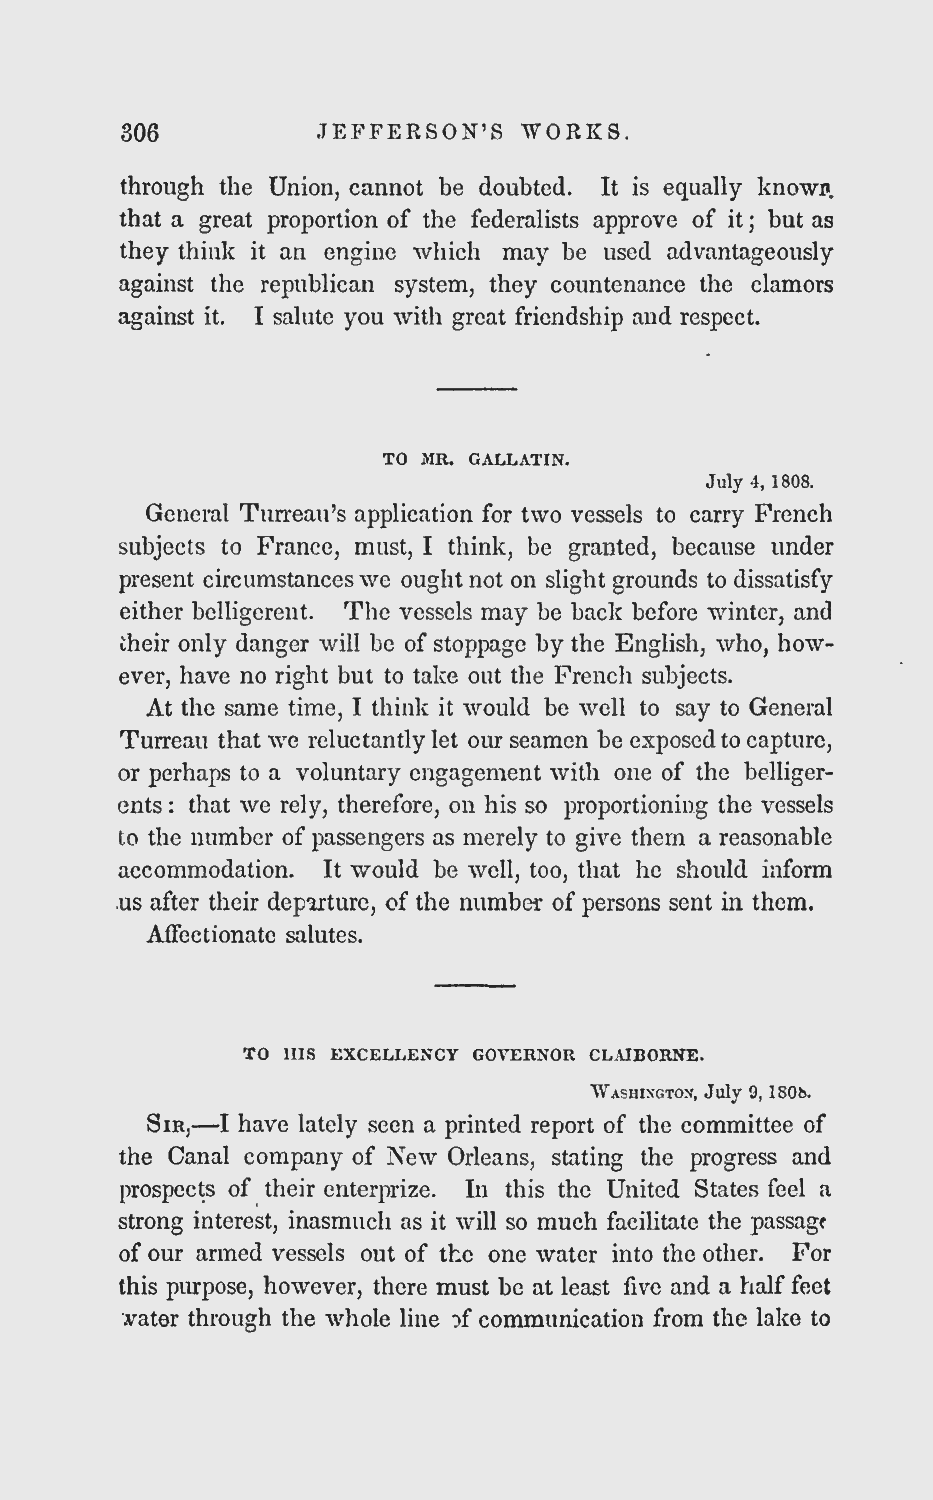 306 JEFFERSON'S WORKS.
through the Union, cannot be doubted. It is equally known
that a great proportion of the federalists approve of it; but as
they think it an engine which may be used advantageously
against the republican system, they countenance the clamors
against it. I salute you with great friendship and respect.
TO MR. GALLATIN.
July 4, 1808.
General Turreau's application for two vessels to carry French
subjects to France, must, I think, be granted, because under
present circumstances we ought not on slight grounds to dissatisfy
either belligerent. The vessels may be back before winter, and
their only danger will be of stoppage by the English, who, how-
ever, have no right but to take out the French subjects.
At the same time, I think it would be well to say to General
Turreau that we reluctantly let our seamen be exposed to capture,
or perhaps to a voluntary engagement with one of the belliger-
ents: that we rely, therefore, on his so proportioning the vessels
to the number of passengers as merely to give them a reasonable
accommodation. It would be well, too, that he should inform
us after their departure, of the number of persons sent in them.
Affectionate salutes.
TO HIS EXCELLENCY GOVERNOR CLAIBORNE.
WASHINGTON, July 9, 1808.
SIR,—I have lately seen a printed report of the committee of
the Canal company of New Orleans, stating the progress and
prospects of their enterprize. In this the United States feel a
strong interest, inasmuch as it will so much facilitate the passage
of our armed vessels out of the one water into the other. For
this purpose, however, there must be at least five and a half feet
water through the whole line of communication from the lake to